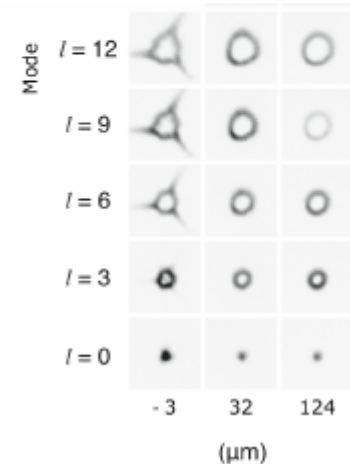 Mode
l = 12
l = 9
l = 6
l = 3
l = 0
- 3 32 124
(μm)